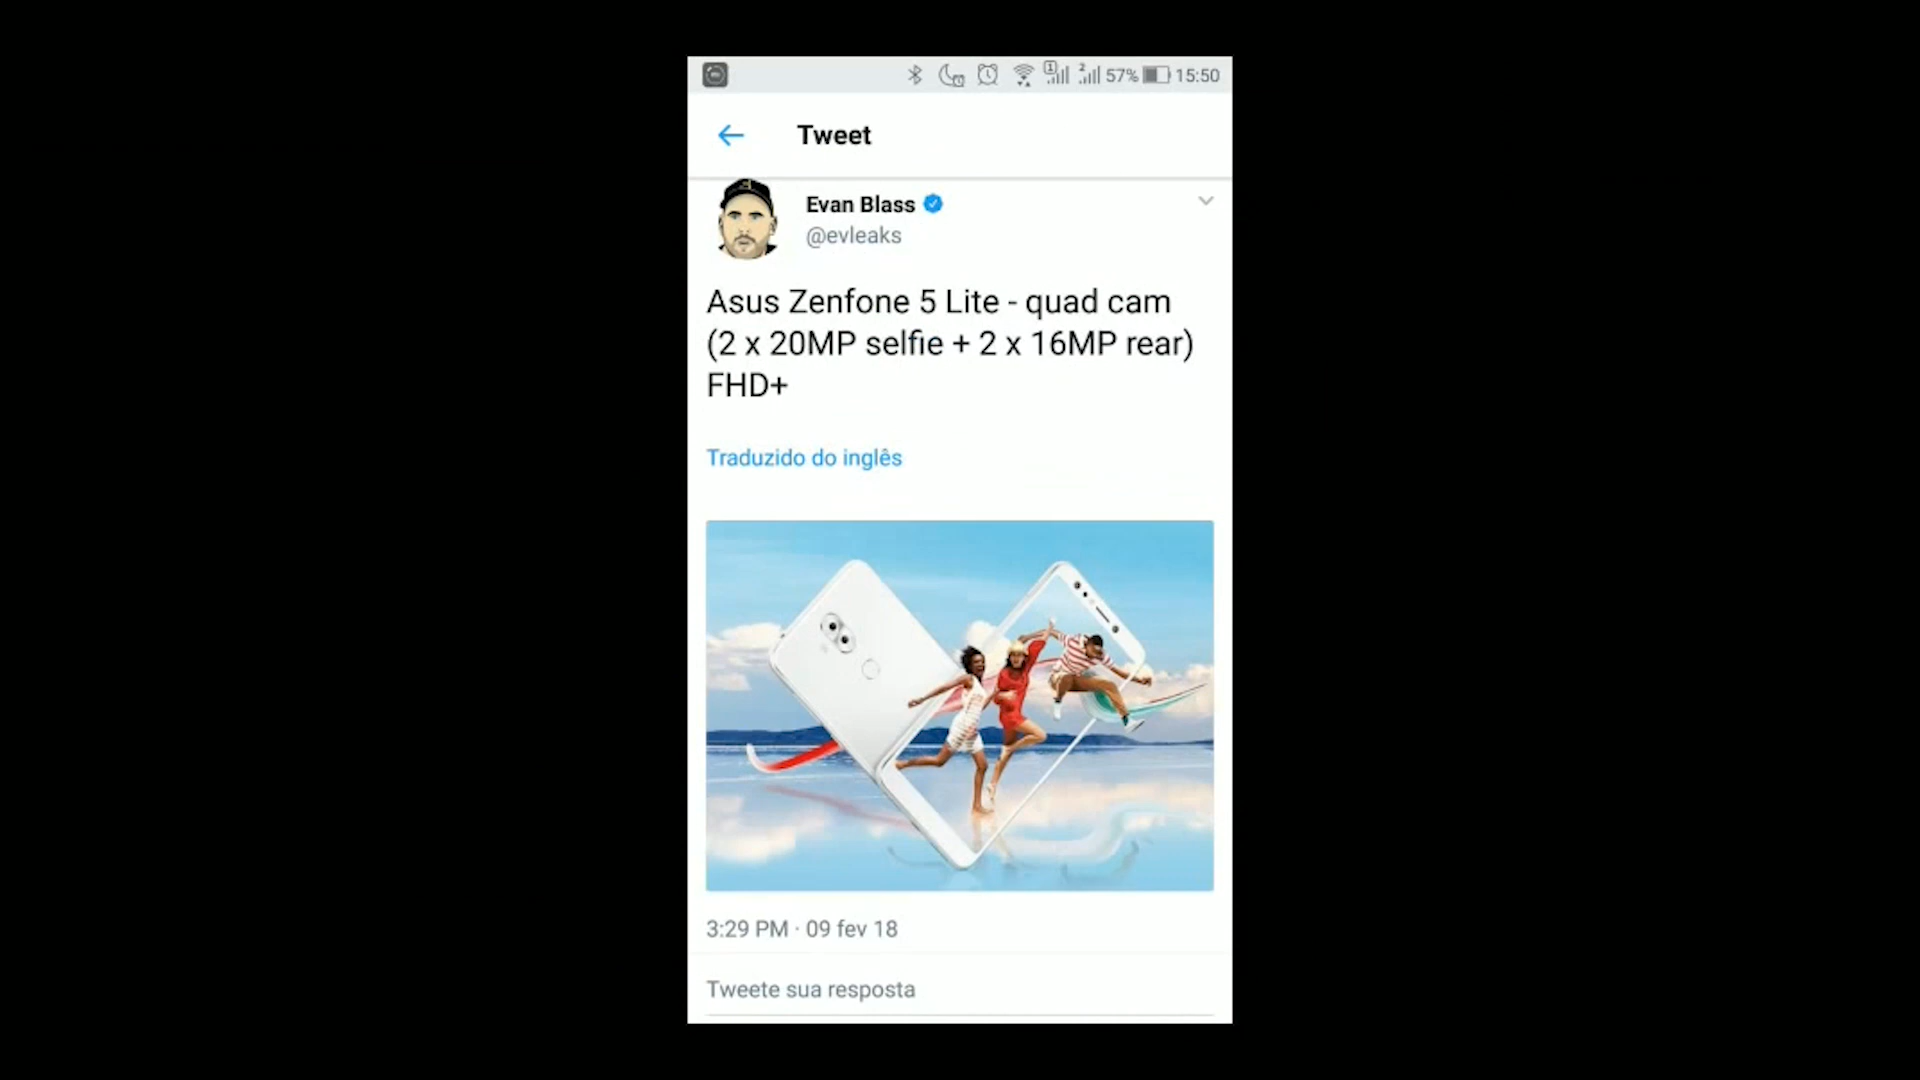 57% 15:50
Tweet
Evan Blass
@evleaks
Asus Zenfone 5 Lite - quad cam
(2 x 20MP selfie + 2 x 16MP rear)
FHD+
Traduzido do inglês
3:29 PM · 09 fev 18
Tweete sua resposta